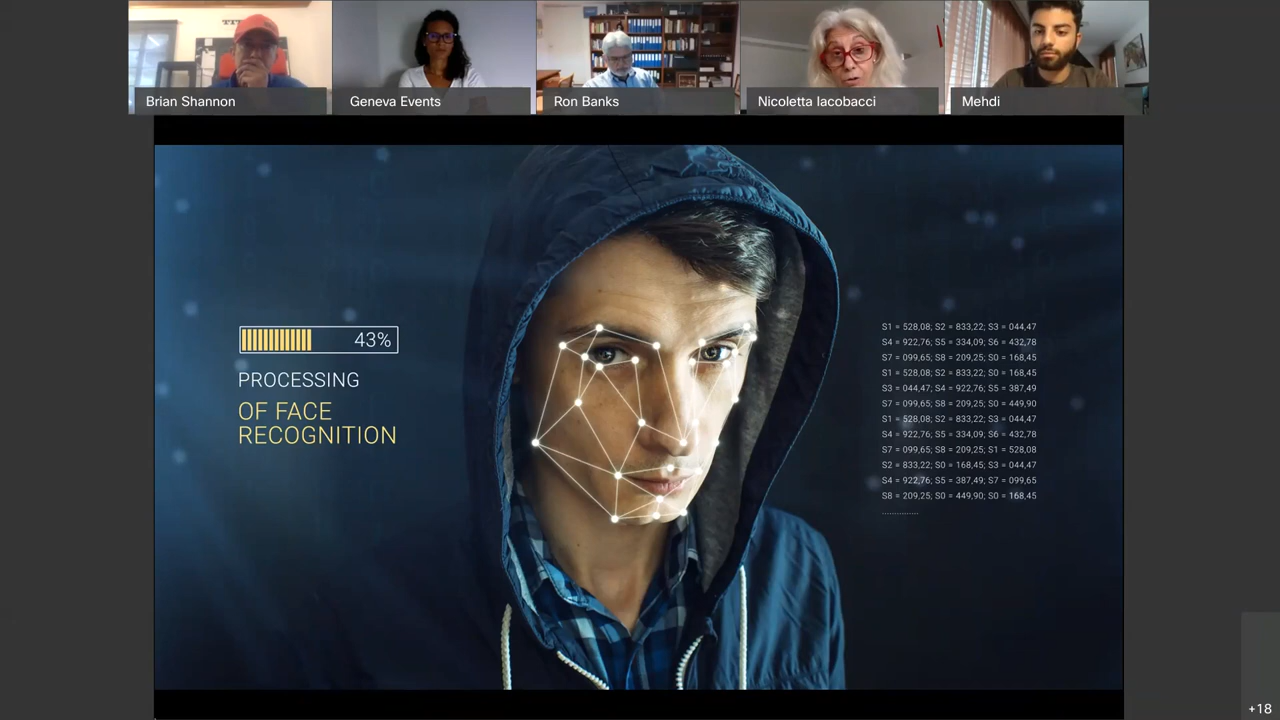 Brian Shannon
Geneva Events
Ron Banks
Nicoletta Iacobacci
Mehdi
43%
PROCESSING
OF FACE
RECOGNITION
S1 = 528,08; S2 = 833,22; S3 = 044,47
S4 = 922,76; S5 = 334,09; S6 = 432,78
S7 = 099,65; S8 = 209,25; S0 = 168,45
S1 = 528,08; S2 = 833,22; S0 = 168,45
S3 = 044,47; S4 = 922,76; S5 = 387,49
S7 = 099,65; S8 = 209,25; S0 = 449,90
S1 = 528,08; S2 = 833,22; S3 = 044,47
S4 = 922,76; S5 = 334,09; S6 = 432,78
S7 = 099,65; S8 = 209,25; S1 = 528,08
S2 = 833,22; S0 = 168,45; S3 = 044,47
S4 = 922,76; S5 = 387,49; S7 = 099,65
S8 = 209,25; S0 = 449,90; S0 = 168,45
................
+18